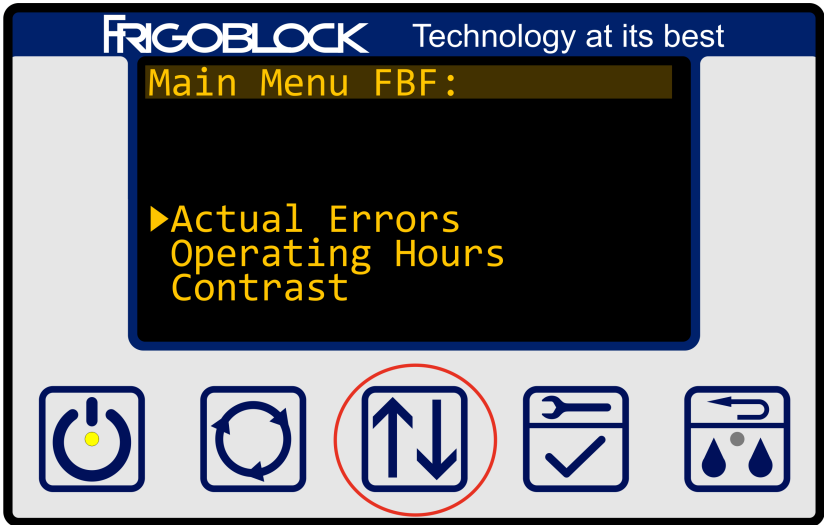 FRIGOBLOCK Technology at its best
Main Menu FBF:
Actual Errors
Operating Hours
Contrast